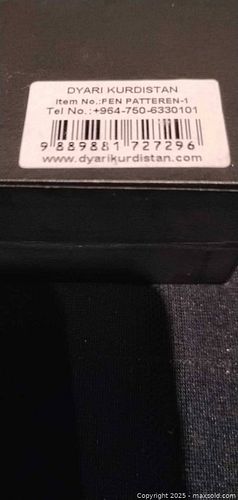 DYARI KURDISTAN
Item No.:PEN PATTEREN-1
Tel No.:+964-750-6330101
9 889881 727296
www.dyarikurdistan.com
Copyright 2025 - maxsold.com